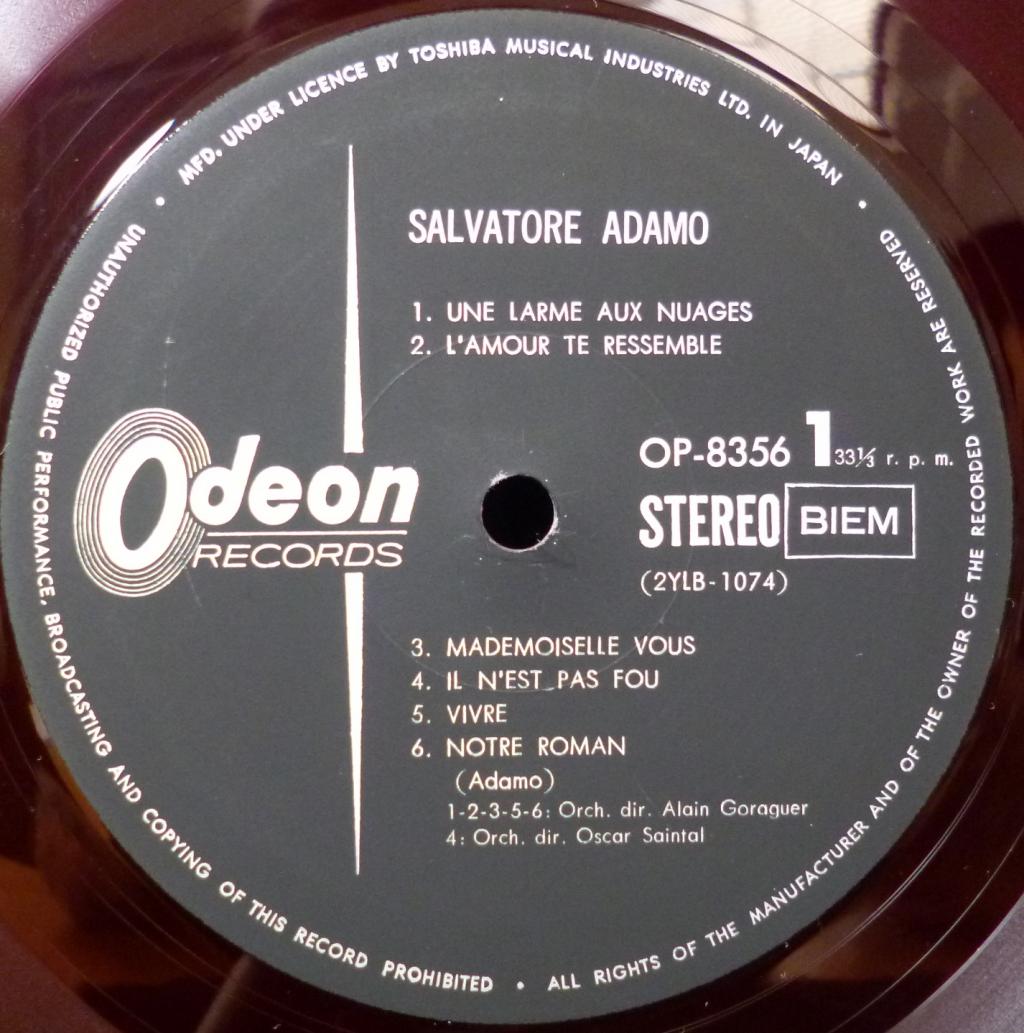 MFD. UNDER LICENCE BY TOSHIBA MUSICAL INDUSTRIES LTD. IN JAPAN
SALVATORE ADAMO
1. UNE LARME AUX NUAGES
2. L'AMOUR TE RESSEMBLE
Odeon
RECORDS
OP-8356 1 33⅓ r. p. m.
STEREO BIEM
(2YLB-1074)
3. MADEMOISELLE VOUS
4. IL N'EST PAS FOU
5. VIVRE
6. NOTRE ROMAN
(Adamo)
1-2-3-5-6: Orch. dir. Alain Goraguer
4: Orch. dir. Oscar Saintal
UNAUTHORIZED PUBLIC PERFORMANCE, BROADCASTING AND COPYING OF THIS RECORD PROHIBITED • ALL RIGHTS OF THE MANUFACTURER AND OF THE OWNER OF THE RECORDED WORK ARE RESERVED